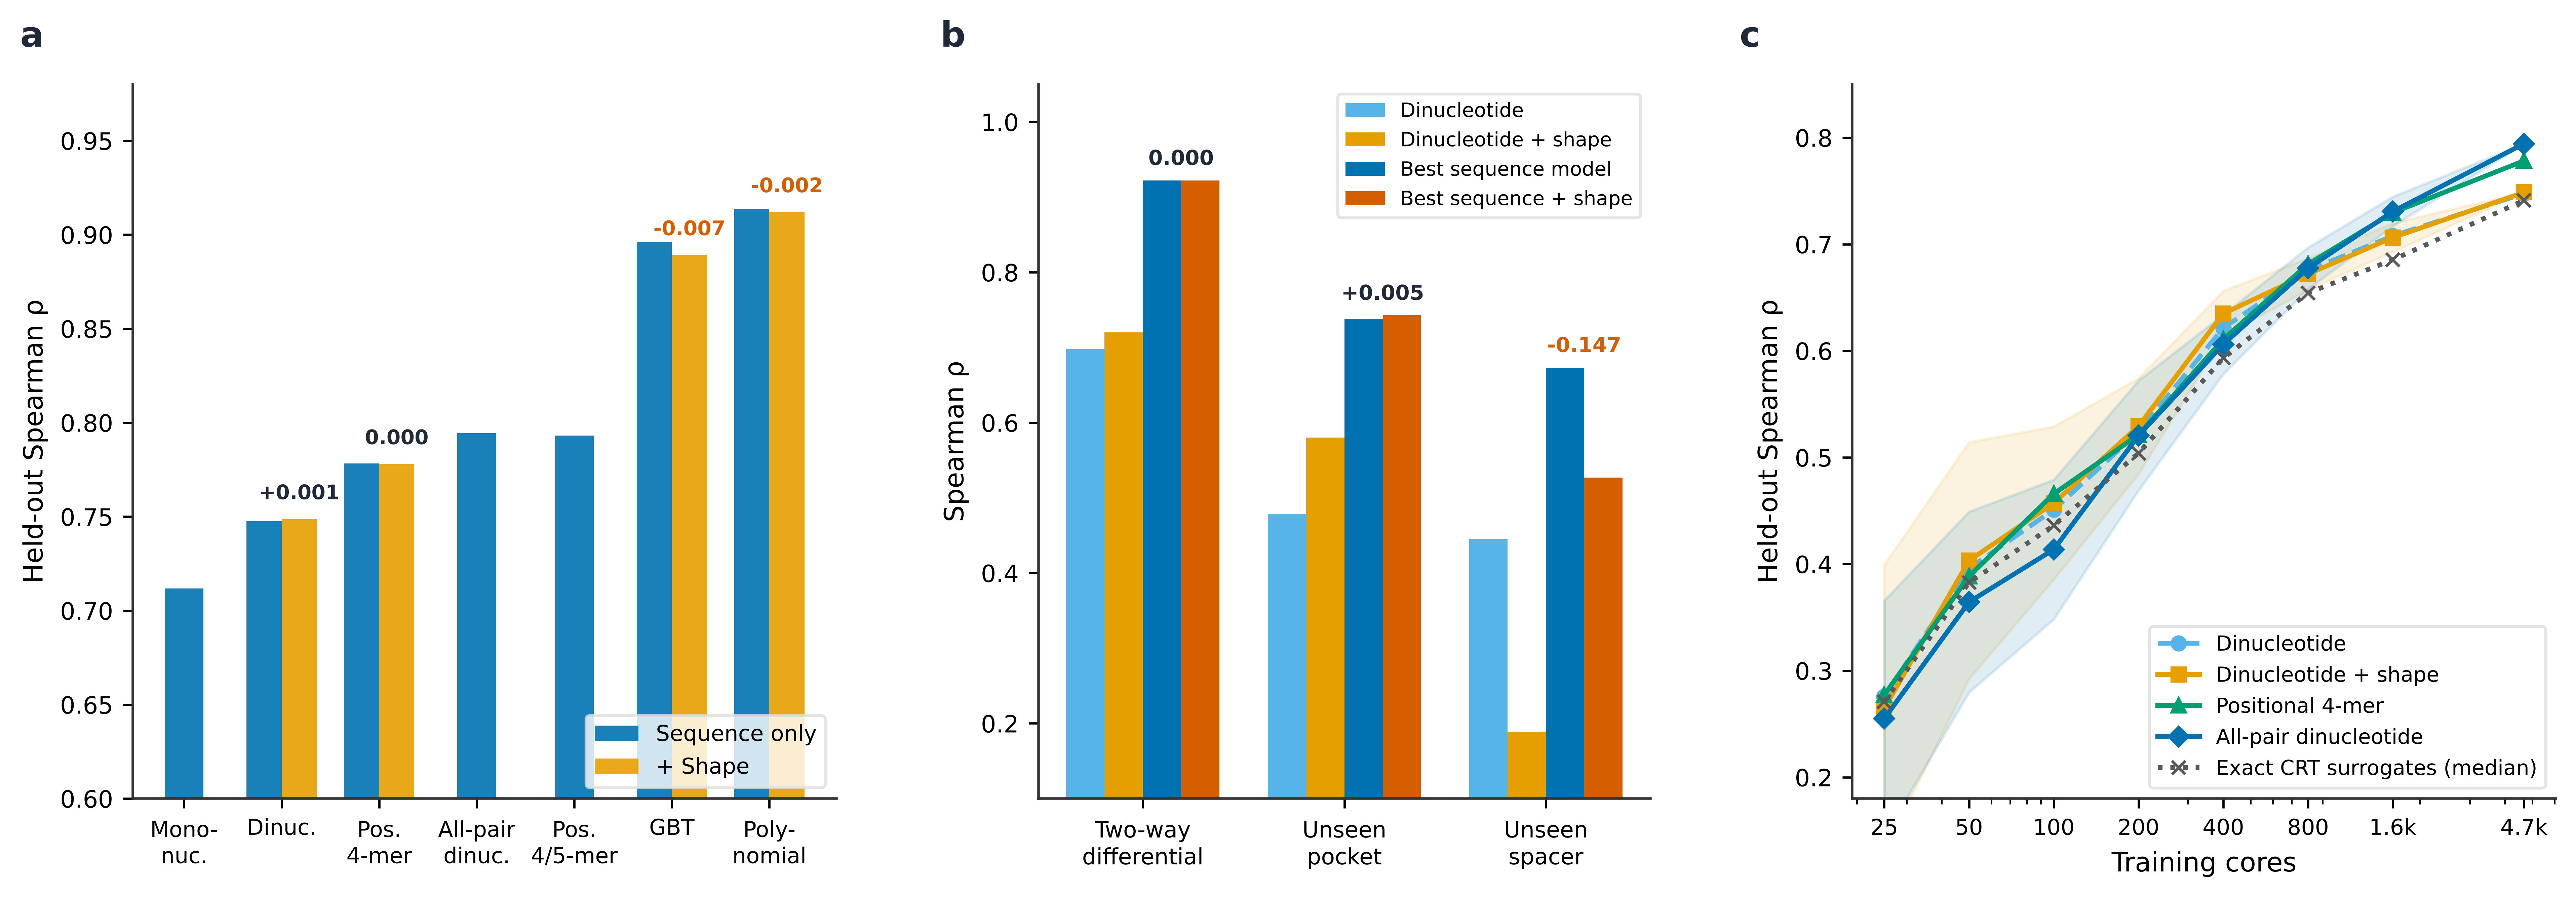 a
Held-out Spearman ρ
0.95
0.90
0.85
0.80
0.75
0.70
0.65
0.60
+0.001
0.000
-0.007
-0.002
Sequence only
+ Shape
Mono-
nuc.
Dinuc.
Pos.
4-mer
All-pair
dinuc.
Pos.
4/5-mer
GBT
Poly-
nomial
b
Spearman ρ
1.0
0.8
0.6
0.4
0.2
Dinucleotide
Dinucleotide + shape
Best sequence model
Best sequence + shape
0.000
+0.005
-0.147
Two-way
differential
Unseen
pocket
Unseen
spacer
c
Held-out Spearman ρ
0.8
0.7
0.6
0.5
0.4
0.3
0.2
Dinucleotide
Dinucleotide + shape
Positional 4-mer
All-pair dinucleotide
Exact CRT surrogates (median)
25
50
100
200
400
800
1.6k
4.7k
Training cores